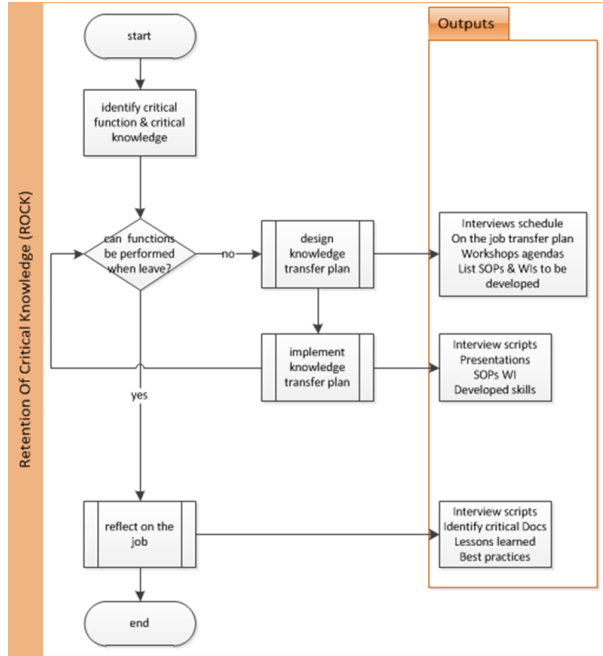 Outputs
start
identify critical
function & critical
knowledge
Retention Of Critical Knowledge (ROCK)
can functions
be performed
when leave?
no
design
knowledge
transfer plan
Interviews schedule
On the job transfer plan
Workshops agendas
List SOPs & WIs to be
developed
implement
knowledge
transfer plan
Interview scripts
Presentations
SOPs WI
Developed skills
yes
reflect on the
job
Interview scripts
Identify critical Docs
Lessons learned
Best practices
end